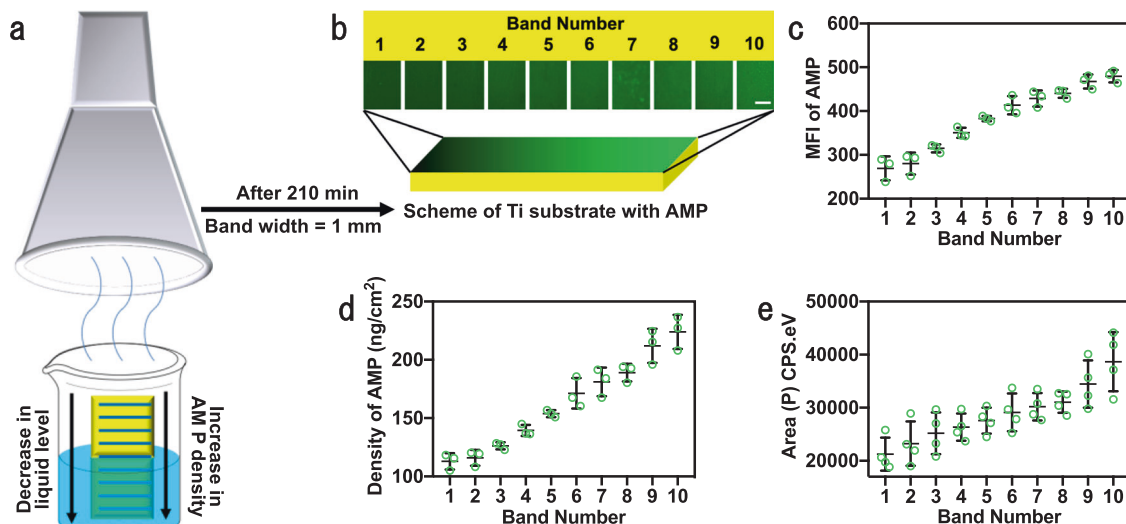 a
After 210 min
Band width = 1 mm
Decrease in
liquid level
Increase in
AM P density
b
Band Number
1 2 3 4 5 6 7 8 9 10
Scheme of Ti substrate with AMP
c
MFI of AMP
600
500
400
300
200
1 2 3 4 5 6 7 8 9 10
Band Number
d
Density of AMP (ng/cm²)
250
200
150
100
1 2 3 4 5 6 7 8 9 10
Band Number
e
Area (P) CPS.eV
50000
40000
30000
20000
1 2 3 4 5 6 7 8 9 10
Band Number